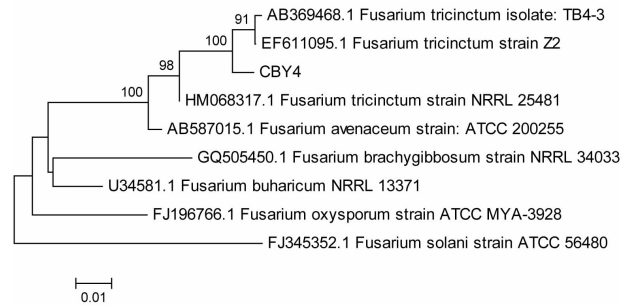 91
AB369468.1 Fusarium tricinctum isolate: TB4-3
100
EF611095.1 Fusarium tricinctum strain Z2
98
CBY4
100
HM068317.1 Fusarium tricinctum strain NRRL 25481
AB587015.1 Fusarium avenaceum strain: ATCC 200255
GQ505450.1 Fusarium brachygibbosum strain NRRL 34033
U34581.1 Fusarium buharicum NRRL 13371
FJ196766.1 Fusarium oxysporum strain ATCC MYA-3928
FJ345352.1 Fusarium solani strain ATCC 56480
0.01